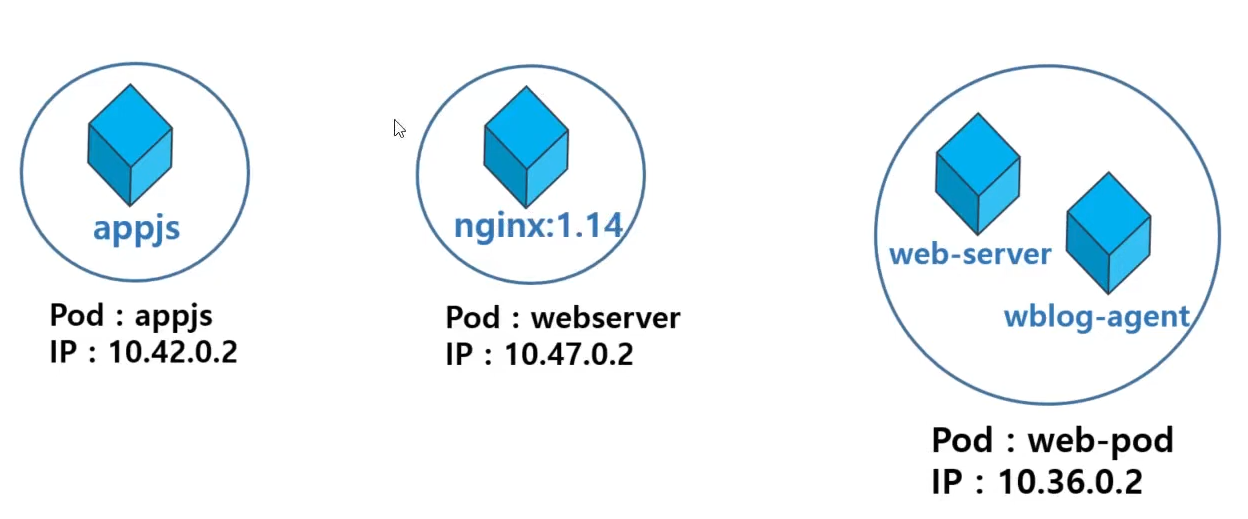 appjs
Pod : appjs
IP : 10.42.0.2
nginx:1.14
Pod : webserver
IP : 10.47.0.2
web-server
wblog-agent
Pod : web-pod
IP : 10.36.0.2